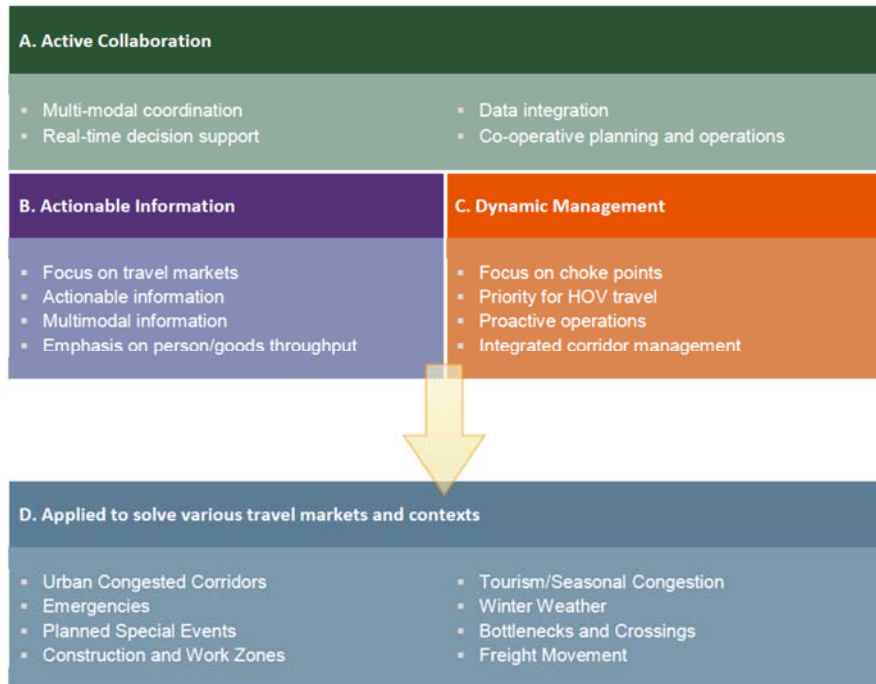 A. Active Collaboration
▪ Multi-modal coordination
▪ Real-time decision support
▪ Data integration
▪ Co-operative planning and operations
B. Actionable Information
▪ Focus on travel markets
▪ Actionable information
▪ Multimodal information
▪ Emphasis on person/goods throughput
C. Dynamic Management
▪ Focus on choke points
▪ Priority for HOV travel
▪ Proactive operations
▪ Integrated corridor management
D. Applied to solve various travel markets and contexts
▪ Urban Congested Corridors
▪ Emergencies
▪ Planned Special Events
▪ Construction and Work Zones
▪ Tourism/Seasonal Congestion
▪ Winter Weather
▪ Bottlenecks and Crossings
▪ Freight Movement